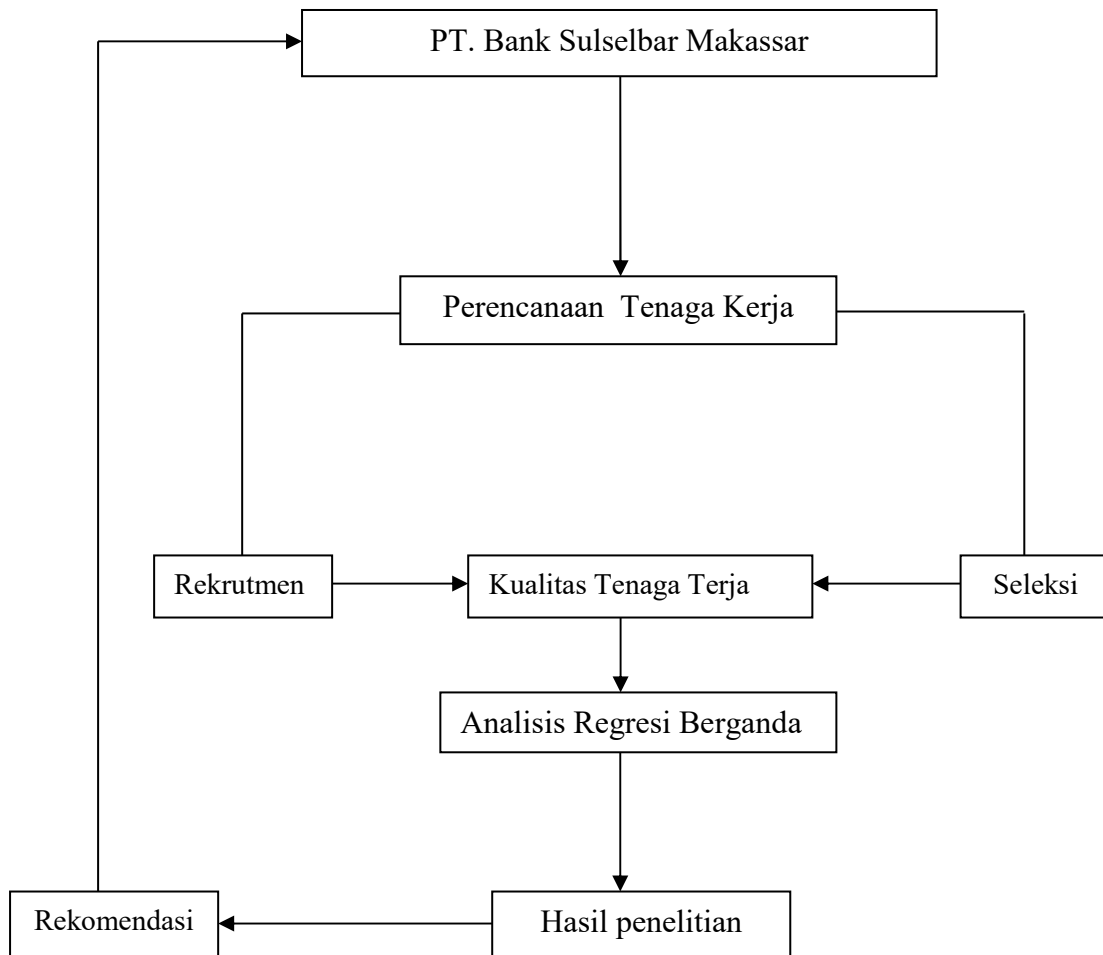 PT. Bank Sulselbar Makassar
Perencanaan Tenaga Kerja
Rekrutmen
Kualitas Tenaga Terja
Seleksi
Analisis Regresi Berganda
Rekomendasi
Hasil penelitian